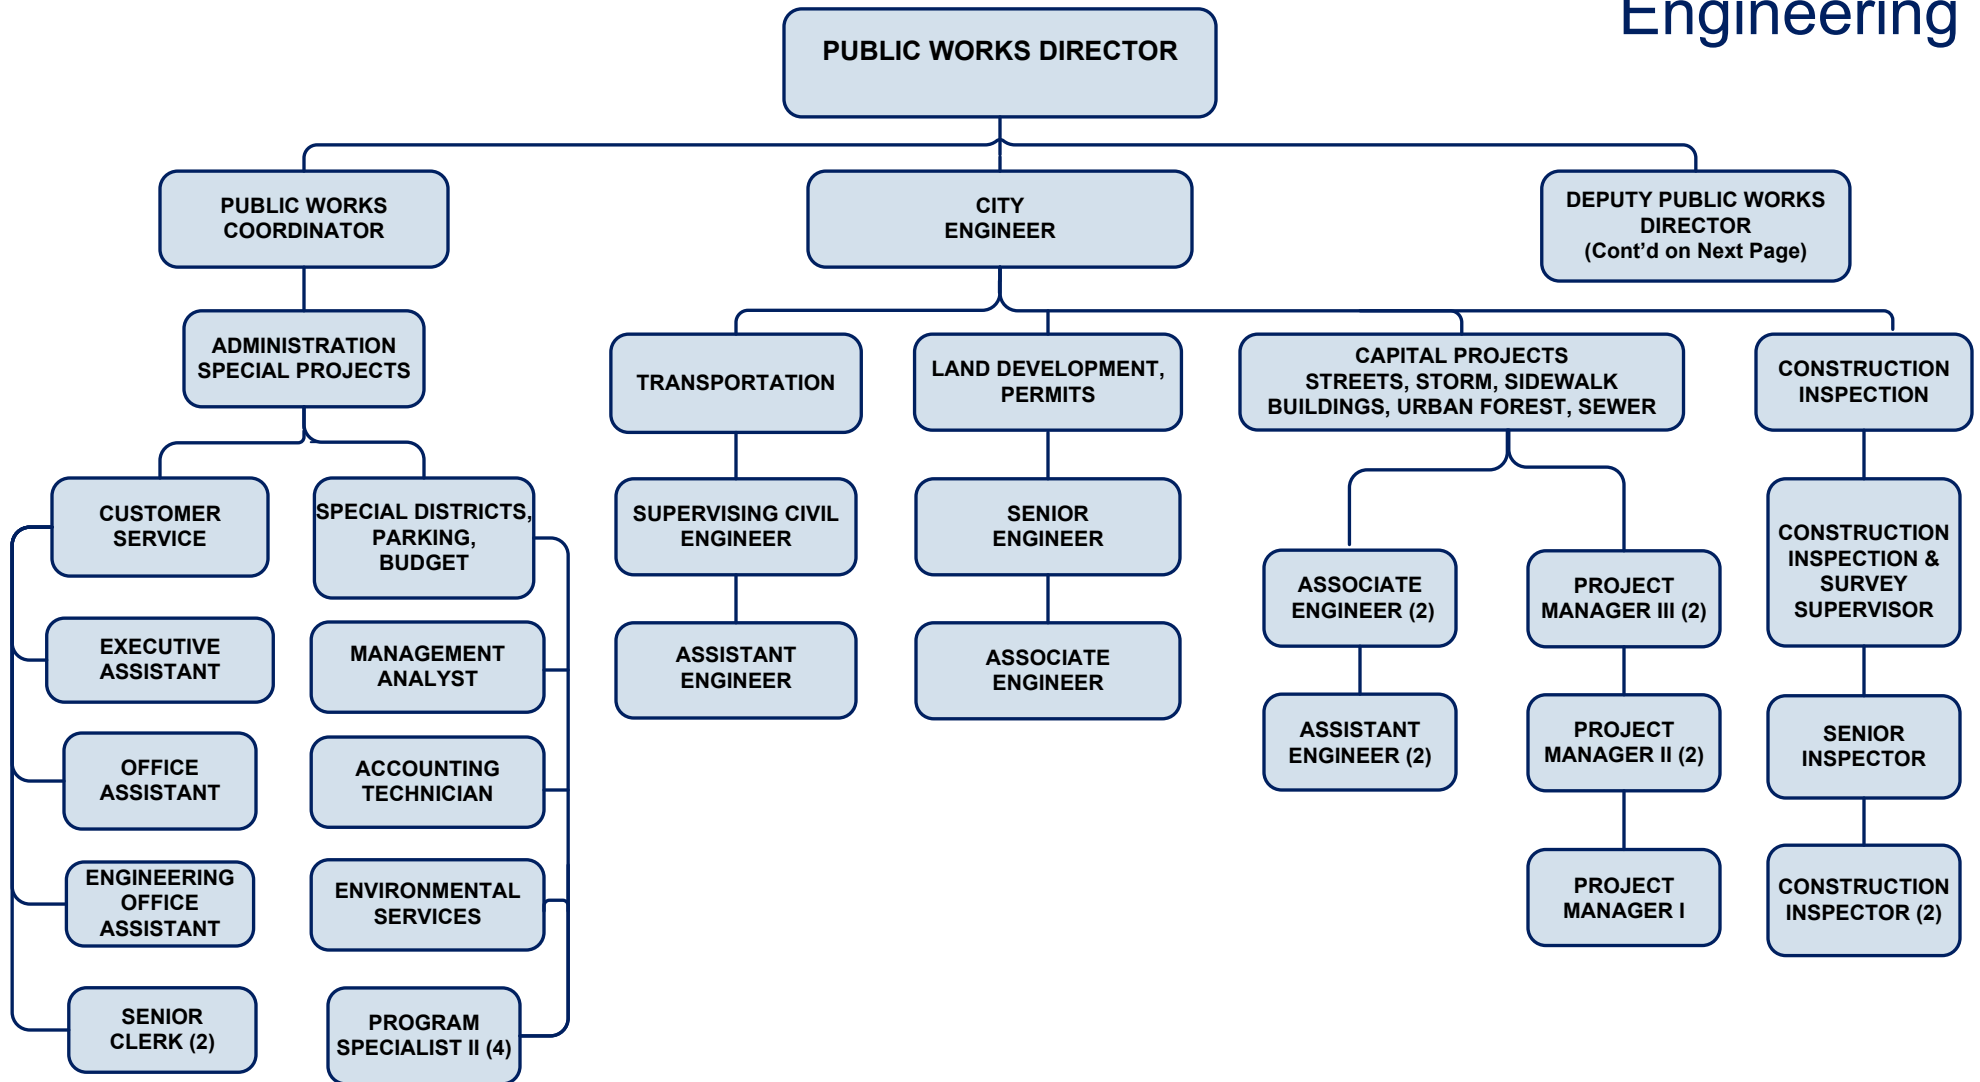 Engineering
PUBLIC WORKS DIRECTOR
PUBLIC WORKS
COORDINATOR
CITY
ENGINEER
DEPUTY PUBLIC WORKS
DIRECTOR
(Cont'd on Next Page)
ADMINISTRATION
SPECIAL PROJECTS
TRANSPORTATION
LAND DEVELOPMENT,
PERMITS
CAPITAL PROJECTS
STREETS, STORM, SIDEWALK
BUILDINGS, URBAN FOREST, SEWER
CONSTRUCTION
INSPECTION
CUSTOMER
SERVICE
SPECIAL DISTRICTS,
PARKING,
BUDGET
SUPERVISING CIVIL
ENGINEER
SENIOR
ENGINEER
ASSOCIATE
ENGINEER (2)
PROJECT
MANAGER III (2)
CONSTRUCTION
INSPECTION &
SURVEY
SUPERVISOR
EXECUTIVE
ASSISTANT
MANAGEMENT
ANALYST
ASSISTANT
ENGINEER
ASSOCIATE
ENGINEER
ASSISTANT
ENGINEER (2)
PROJECT
MANAGER II (2)
SENIOR
INSPECTOR
OFFICE
ASSISTANT
ACCOUNTING
TECHNICIAN
ENGINEERING
OFFICE
ASSISTANT
ENVIRONMENTAL
SERVICES
PROJECT
MANAGER I
CONSTRUCTION
INSPECTOR (2)
SENIOR
CLERK (2)
PROGRAM
SPECIALIST II (4)